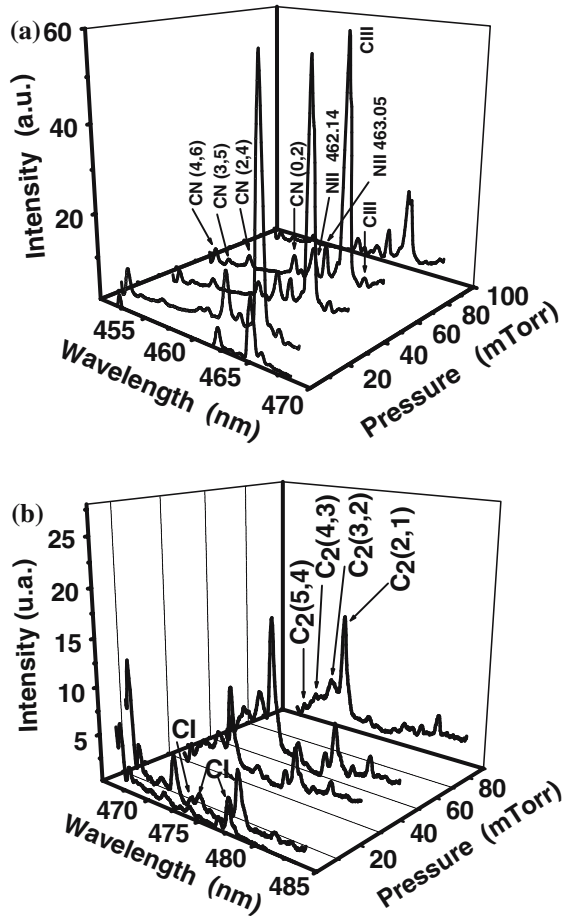 (a)
60
40
20
Intensity (a.u.)
CN (4,6)
CN (3,5)
CN (2,4)
CN (0,2)
NII 462.14
CIII
NII 463.05
CIII
455
460
465
470
Wavelength (nm)
20
40
60
80
100
Pressure (mTorr)
(b)
25
20
15
10
5
Intensity (u.a.)
C2(5,4)
C2(4,3)
C2(3,2)
C2(2,1)
CI
CI
470
475
480
485
Wavelength (nm)
20
40
60
80
Pressure (mTorr)